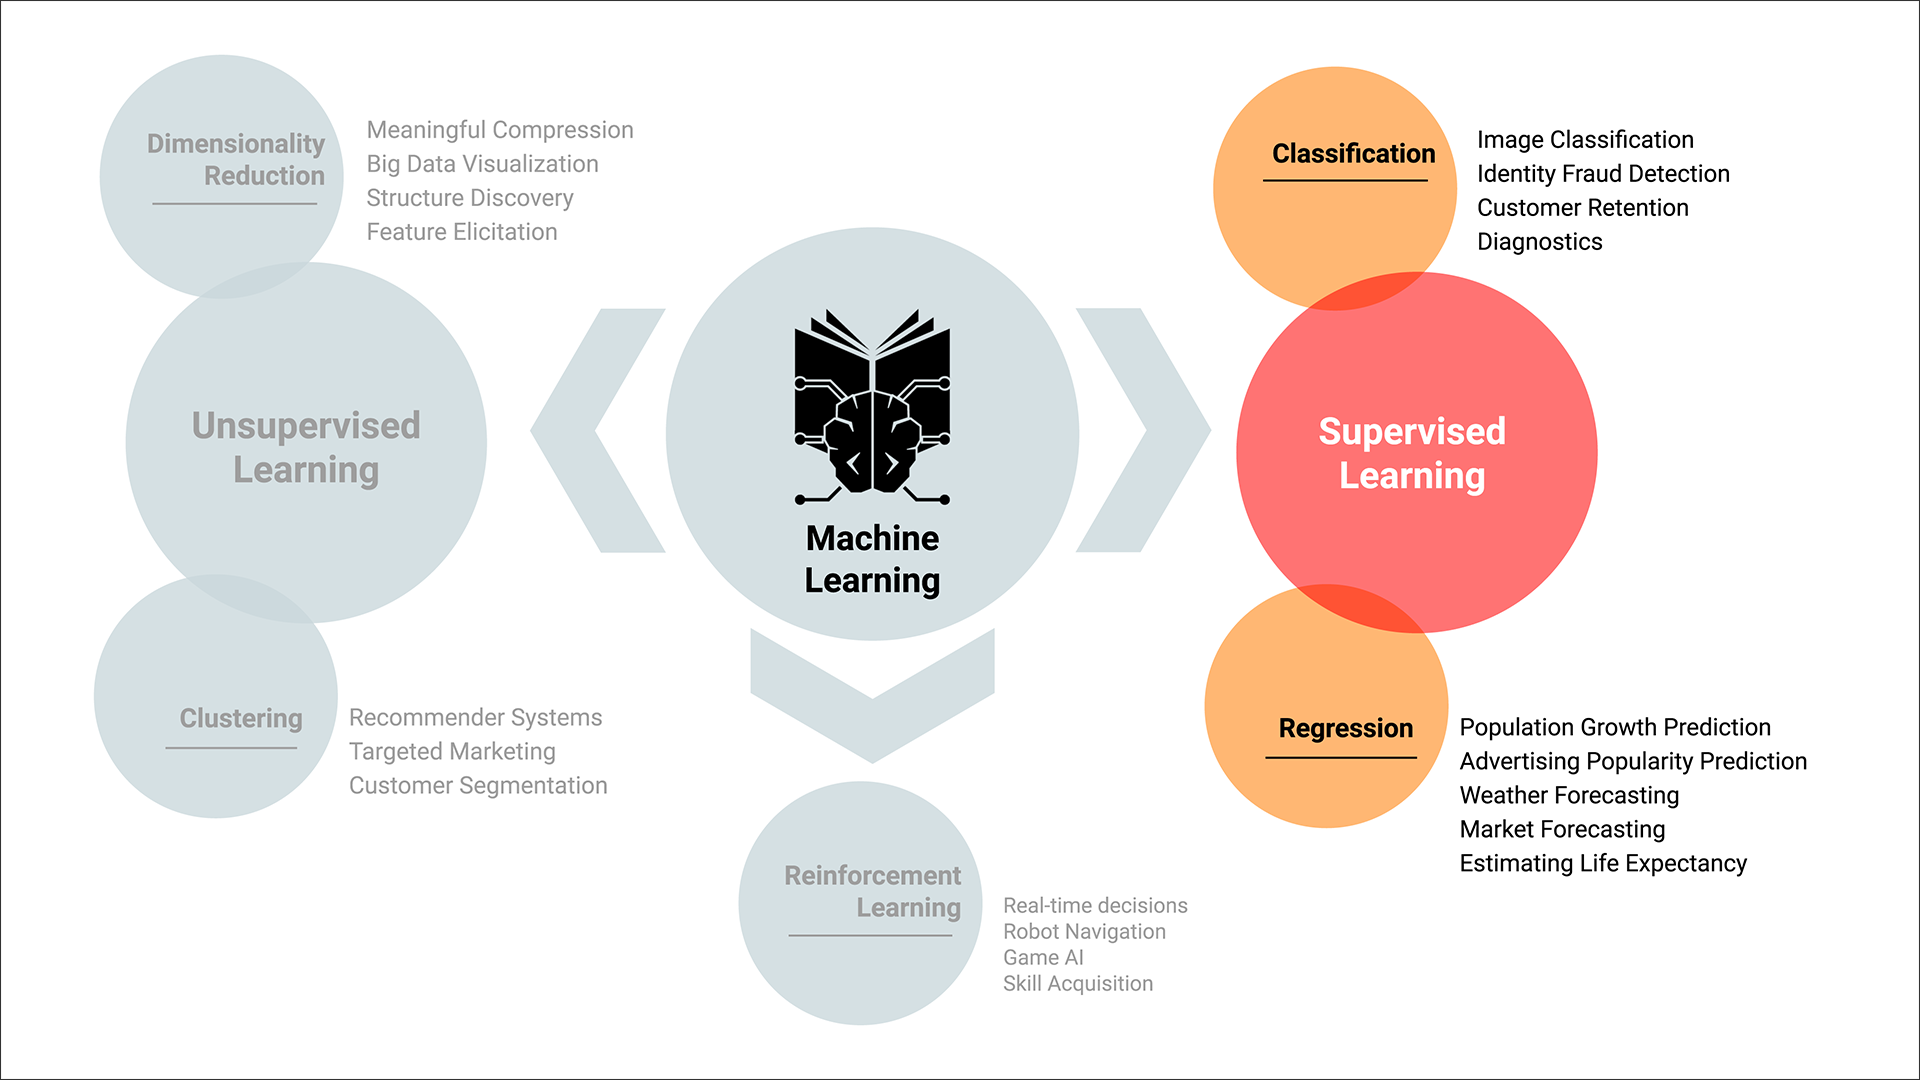 Dimensionality
Reduction
Meaningful Compression
Big Data Visualization
Structure Discovery
Feature Elicitation
Unsupervised
Learning
Clustering
Recommender Systems
Targeted Marketing
Customer Segmentation
Machine
Learning
Reinforcement
Learning
Real-time decisions
Robot Navigation
Game AI
Skill Acquisition
Classification
Image Classification
Identity Fraud Detection
Customer Retention
Diagnostics
Supervised
Learning
Regression
Population Growth Prediction
Advertising Popularity Prediction
Weather Forecasting
Market Forecasting
Estimating Life Expectancy